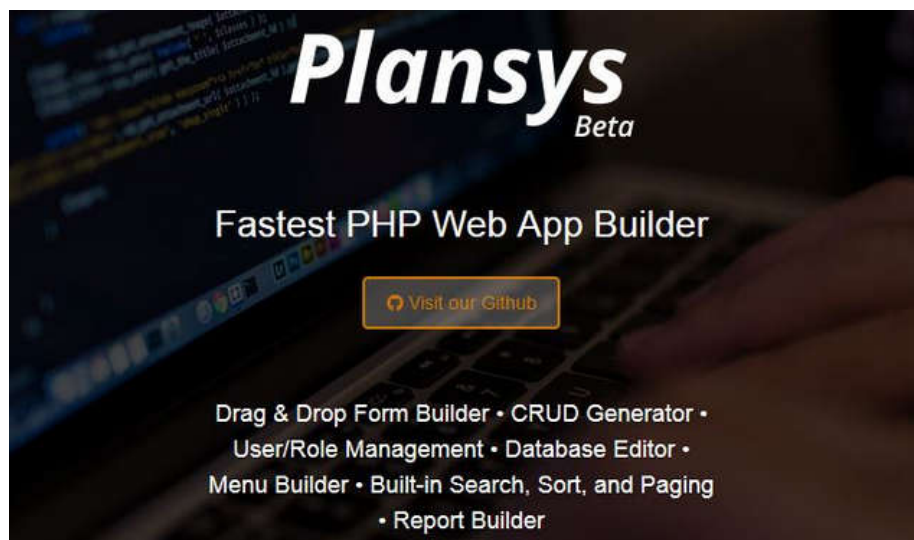 Plansys
Beta
Fastest PHP Web App Builder
Visit our Github
Drag & Drop Form Builder • CRUD Generator •
User/Role Management • Database Editor •
Menu Builder • Built-in Search, Sort, and Paging
• Report Builder